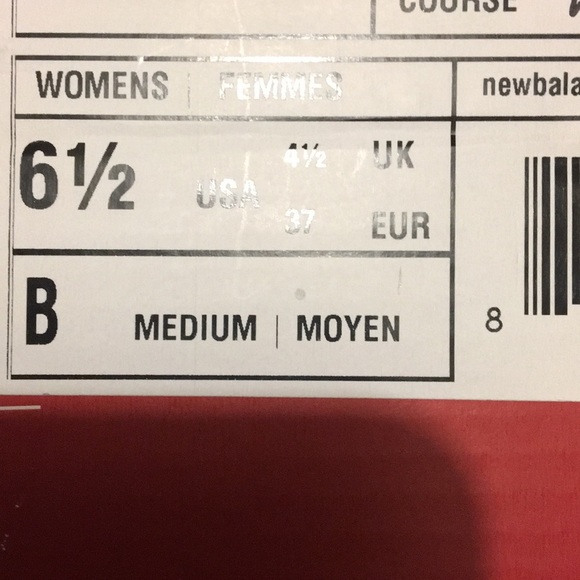 COURSE
WOMENS | FEMMES
newbala
6½ USA 4½ UK
37 EUR
B MEDIUM | MOYEN
8